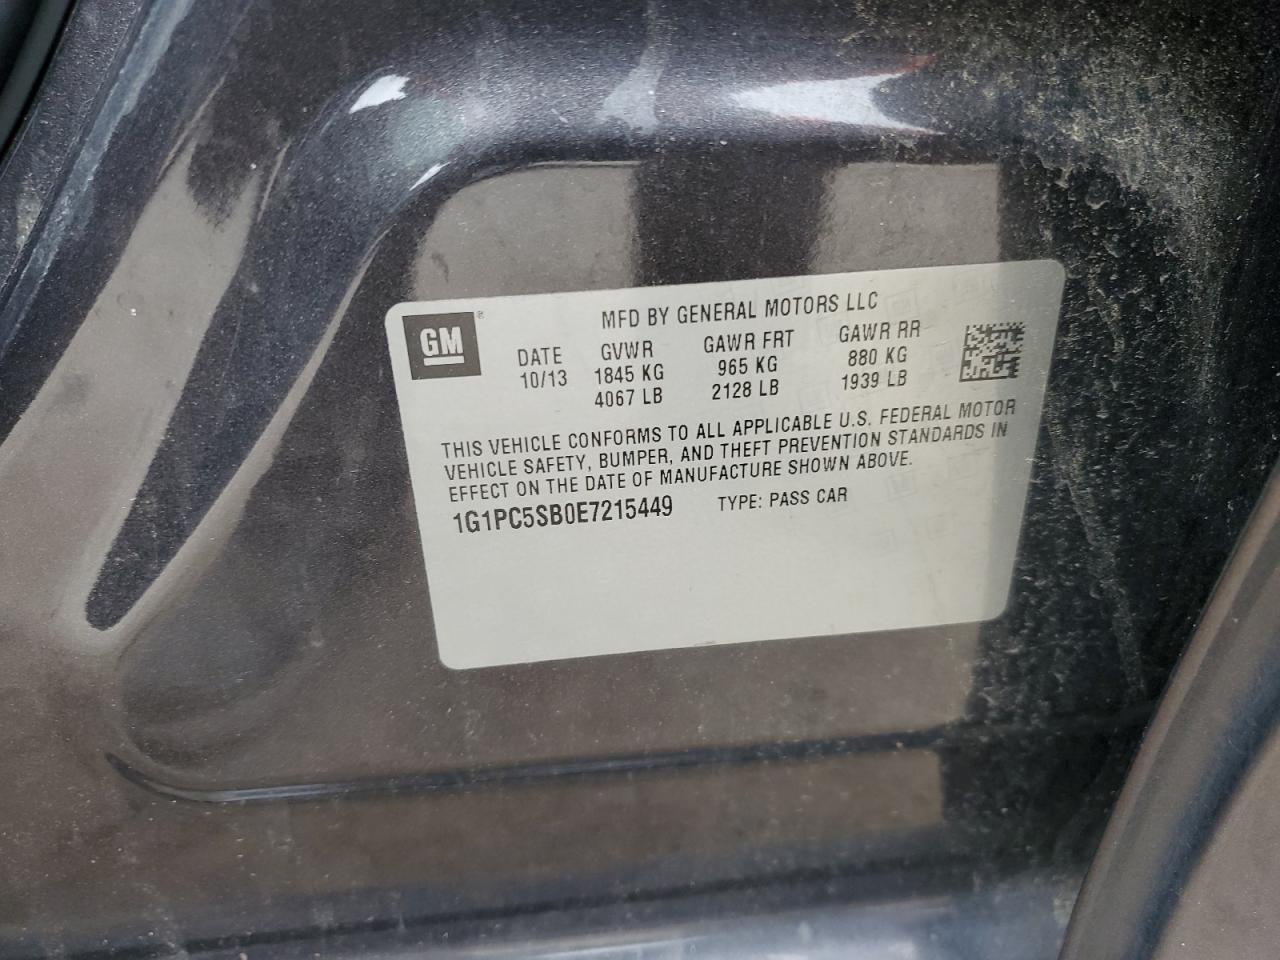 GM®
MFD BY GENERAL MOTORS LLC
DATE GVWR GAWR FRT GAWR RR
10/13 1845 KG 965 KG 880 KG
4067 LB 2128 LB 1939 LB
THIS VEHICLE CONFORMS TO ALL APPLICABLE U.S. FEDERAL MOTOR
VEHICLE SAFETY, BUMPER, AND THEFT PREVENTION STANDARDS IN
EFFECT ON THE DATE OF MANUFACTURE SHOWN ABOVE.
1G1PC5SB0E7215449 TYPE: PASS CAR